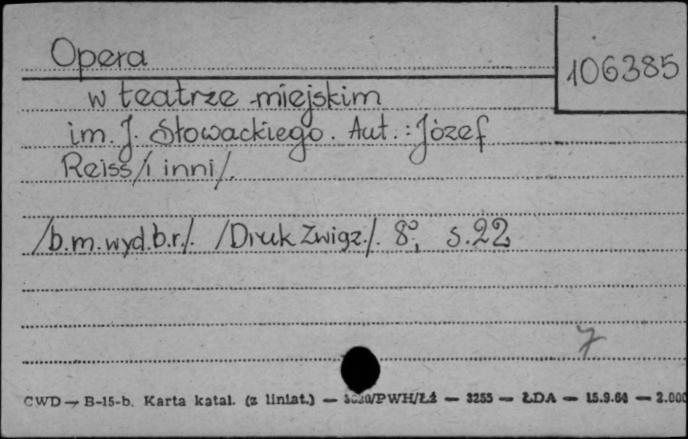 Opera
106385
w teatrze miejskim
im. J. Słowackiego. Aut.: Józef
Reiss /i inni/.
/b.m.wyd.b.r./. /Druk Związ./. 8°, s. 22
7
CWD — B-15-b. Karta katal. (z liniat.) — /PWH/Łż — 3255 — ŁDA — 15.9.64 — 2.000